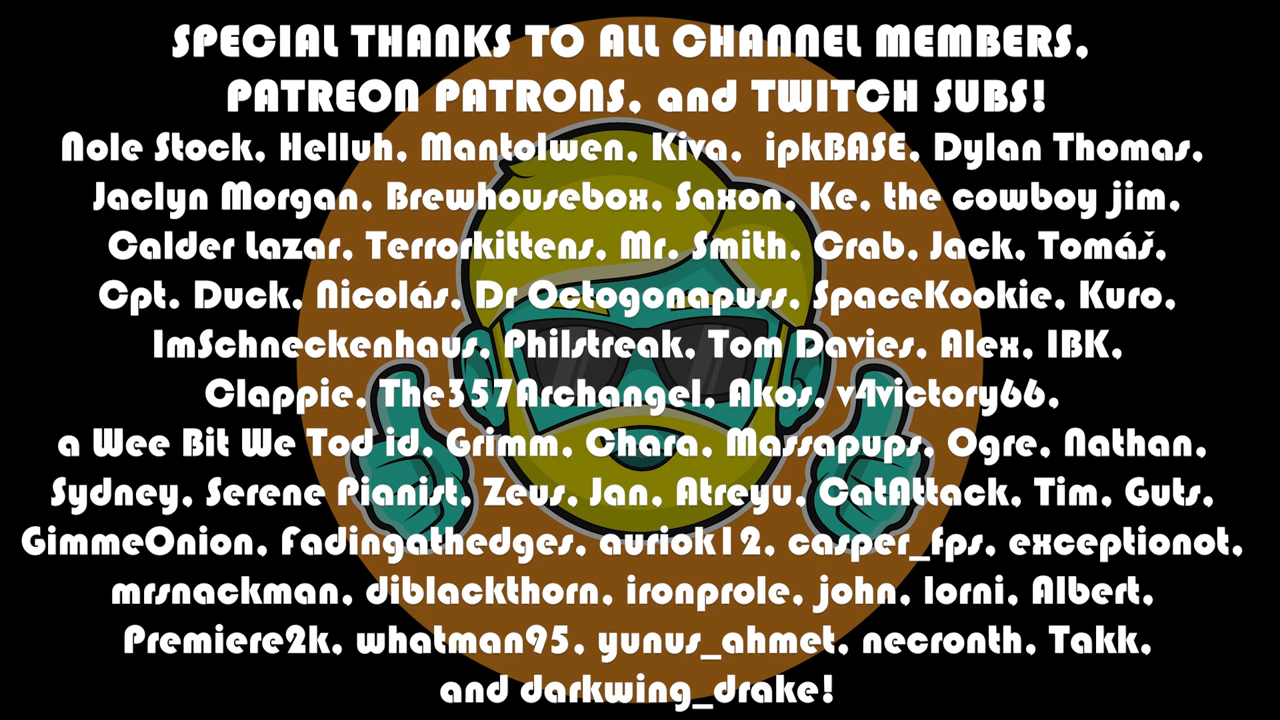 SPECIAL THANKS TO ALL CHANNEL MEMBERS,
PATREON PATRONS, and TWITCH SUBS!
Nole Stock, Helluh, Mantolwen, Kiva, ipkBASE, Dylan Thomas,
Jaclyn Morgan, Brewhousebox, Saxon, Ke, the cowboy jim,
Calder Lazar, Terrorkittens, Mr. Smith, Crab, Jack, Tomáš,
Cpt. Duck, Nicolás, Dr Octogonapuss, SpaceKookie, Kuro,
ImSchneckenhaus, Philstreak, Tom Davies, Alex, IBK,
Clappie, The357Archangel, Akos, v4victory66,
a Wee Bit We Tod id, Grimm, Chara, Massapups, Ogre, Nathan,
Sydney, Serene Pianist, Zeus, Jan, Atreyu, CatAttack, Tim, Guts,
GimmeOnion, Fadingathedges, auriok12, casper_fps, exceptionot,
mrsnackman, diblackthorn, ironprole, john, lorni, Albert,
Premiere2k, whatman95, yunus_ahmet, necronth, Takk,
and darkwing_drake!